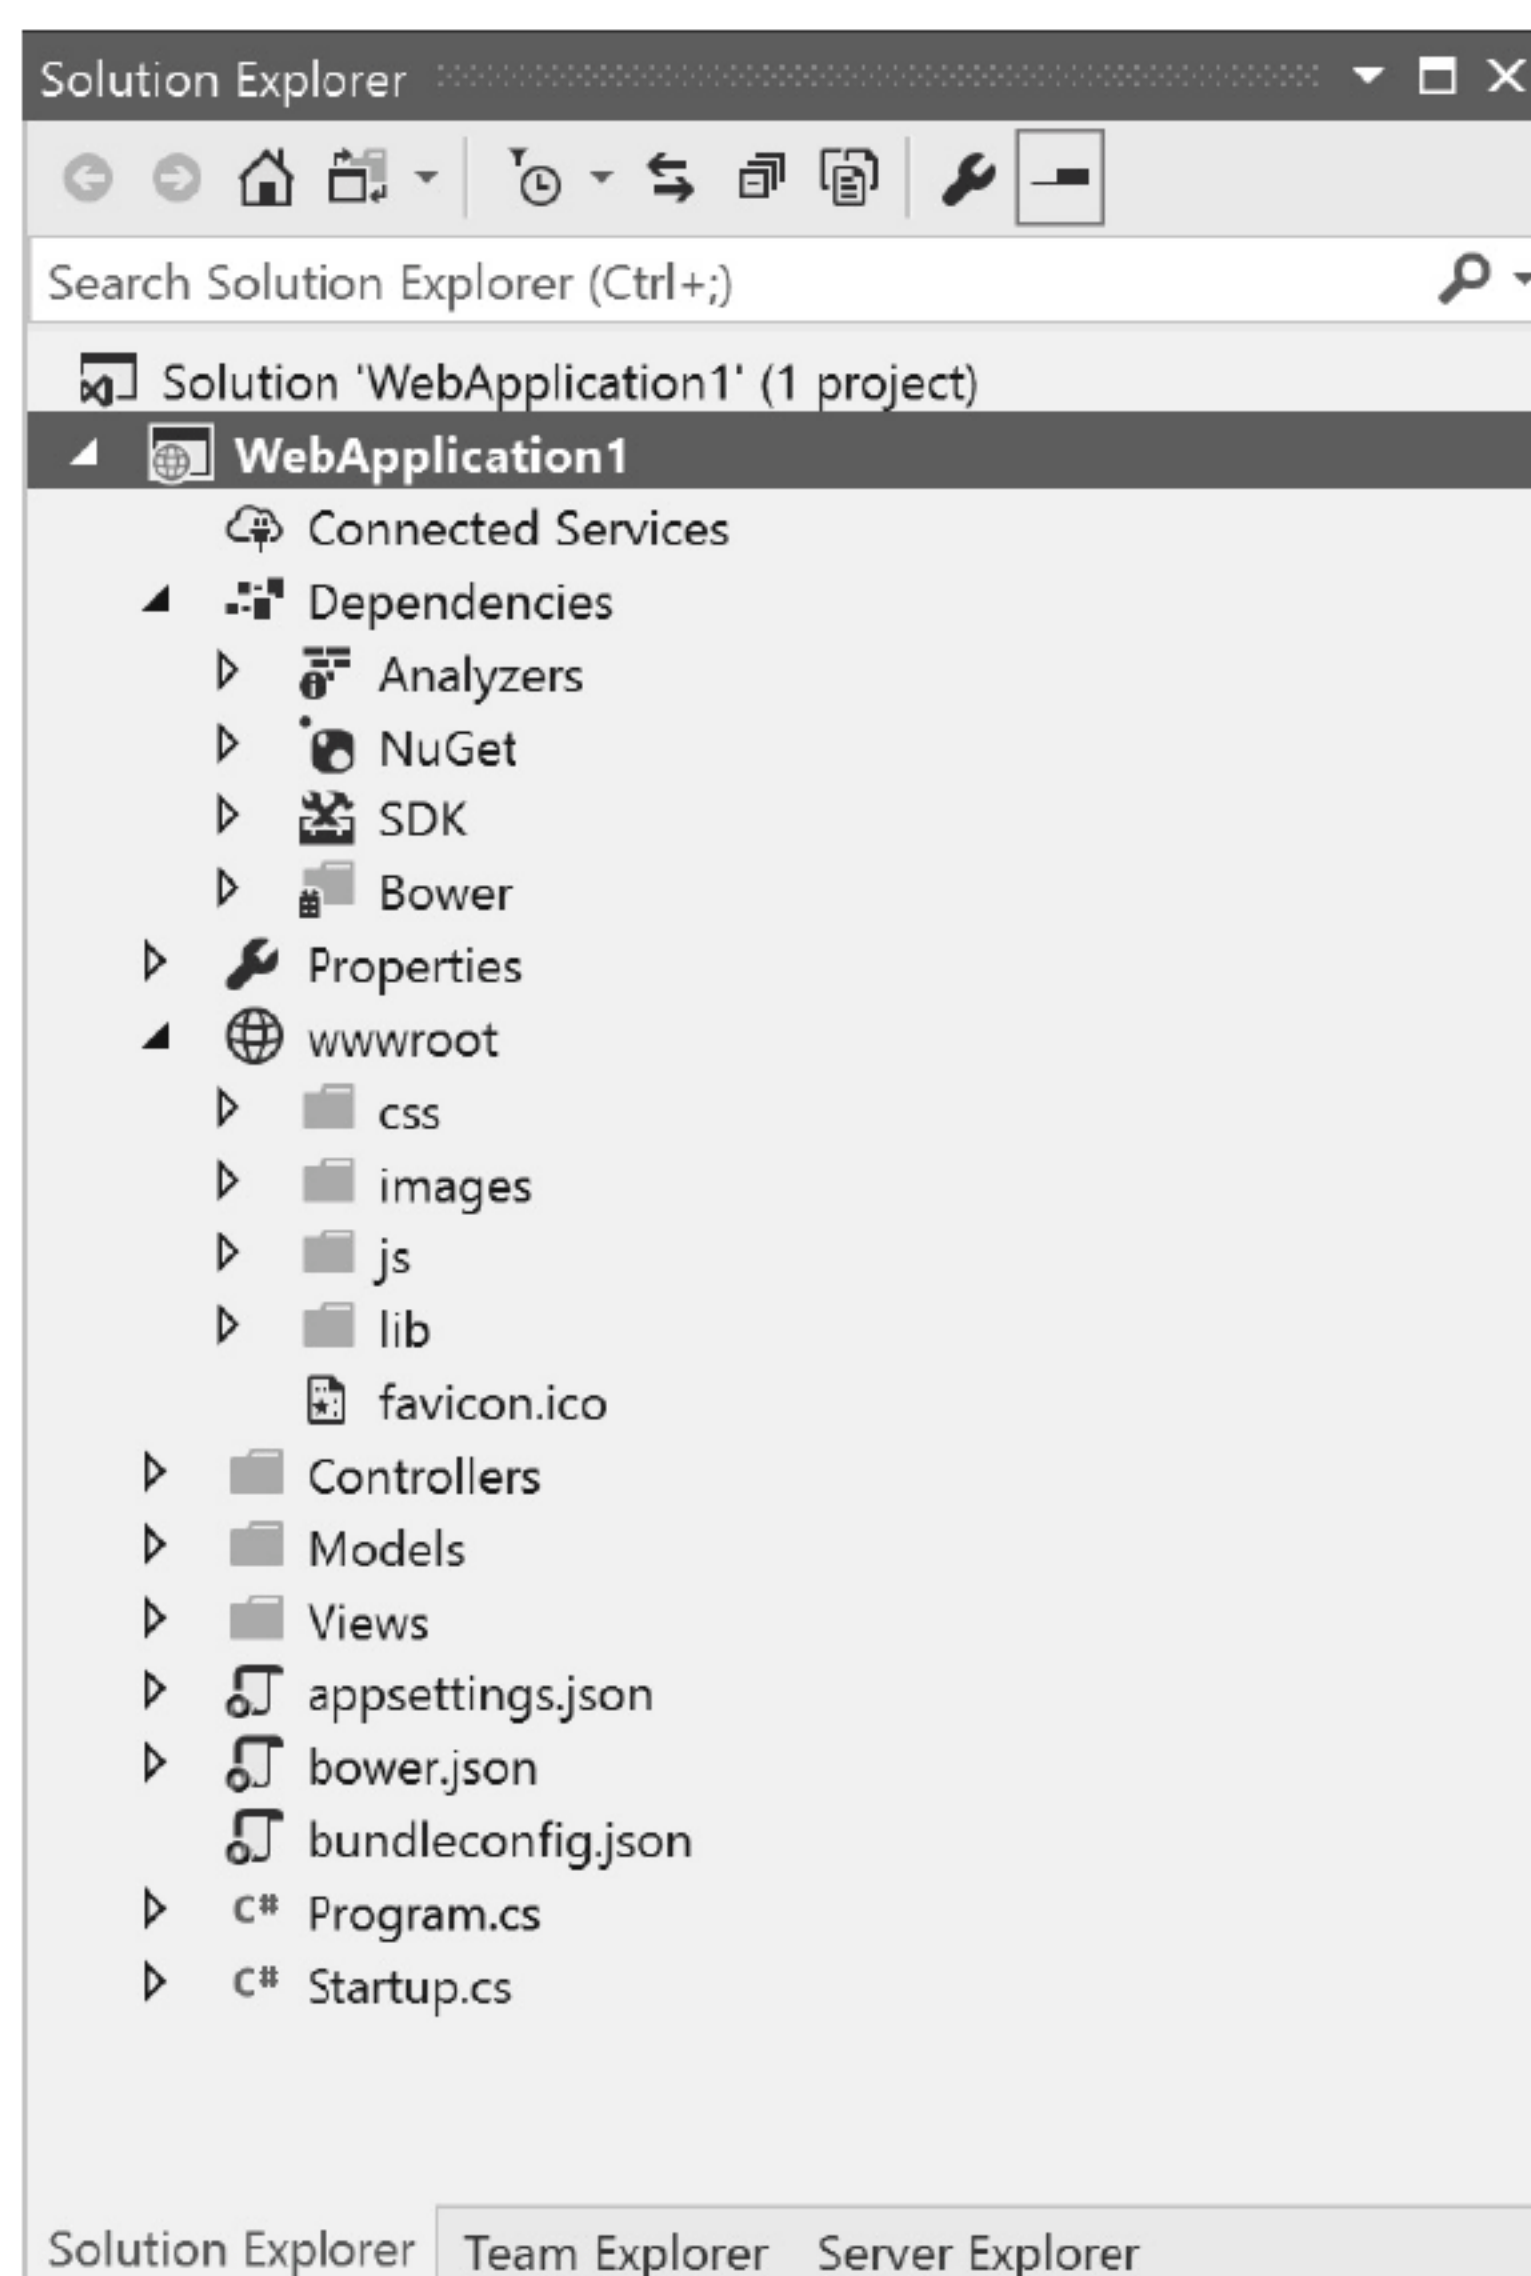 Solution Explorer
Search Solution Explorer (Ctrl+;)
Solution 'WebApplication1' (1 project)
WebApplication1
Connected Services
Dependencies
Analyzers
NuGet
SDK
Bower
Properties
wwwroot
css
images
js
lib
favicon.ico
Controllers
Models
Views
appsettings.json
bower.json
bundleconfig.json
C# Program.cs
C# Startup.cs
Solution Explorer Team Explorer Server Explorer